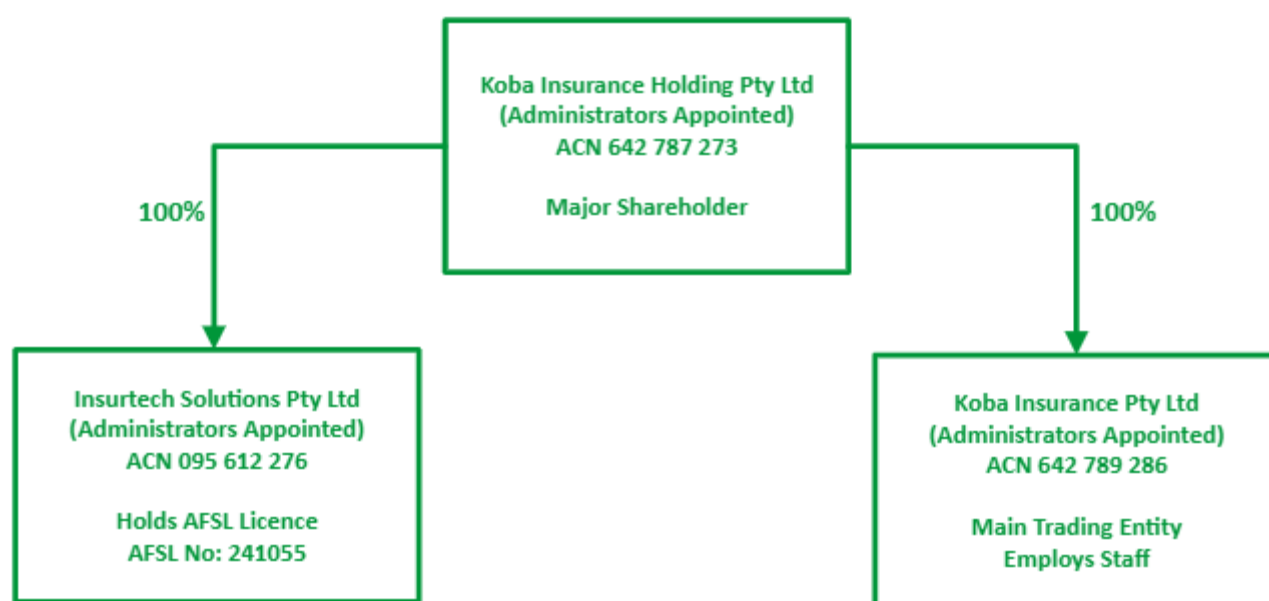 Koba Insurance Holding Pty Ltd
(Administrators Appointed)
ACN 642 787 273
Major Shareholder
100%
100%
Insurtech Solutions Pty Ltd
(Administrators Appointed)
ACN 095 612 276
Holds AFSL Licence
AFSL No: 241055
Koba Insurance Pty Ltd
(Administrators Appointed)
ACN 642 789 286
Main Trading Entity
Employs Staff